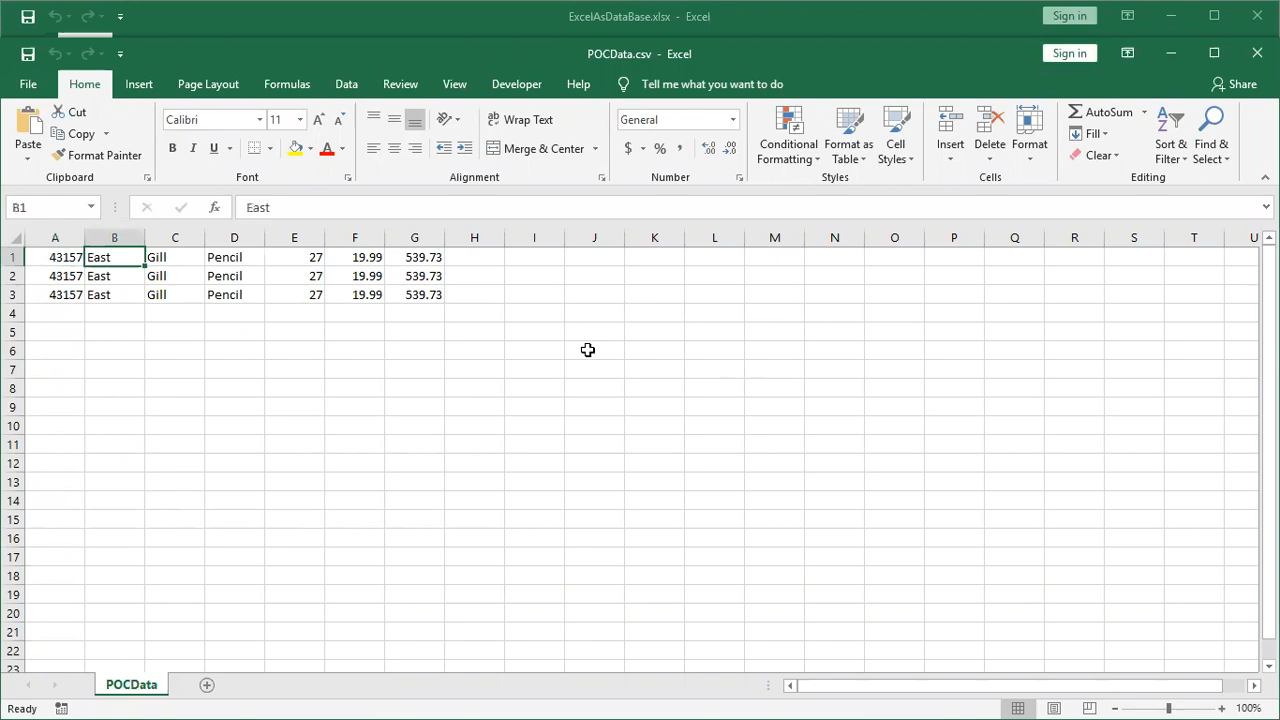 ExcelAsDataBase.xlsx - Excel
Sign in
POCData.csv - Excel
Sign in
File Home Insert Page Layout Formulas Data Review View Developer Help Tell me what you want to do Share
Paste
Cut
Copy
Format Painter
Clipboard
Calibri 11
B I U
Font
Wrap Text
Merge & Center
Alignment
General
$ % ,
Number
Conditional Formatting
Format as Table
Cell Styles
Styles
Insert
Delete
Format
Cells
AutoSum
Fill
Clear
Sort & Filter
Find & Select
Editing
B1 fx East
A B C D E F G H I J K L M N O P Q R S T U
1 43157 East Gill Pencil 27 19.99 539.73
2 43157 East Gill Pencil 27 19.99 539.73
3 43157 East Gill Pencil 27 19.99 539.73
4
5
6
7
8
9
10
11
12
13
14
15
16
17
18
19
20
21
22
23
POCData
Ready 100%